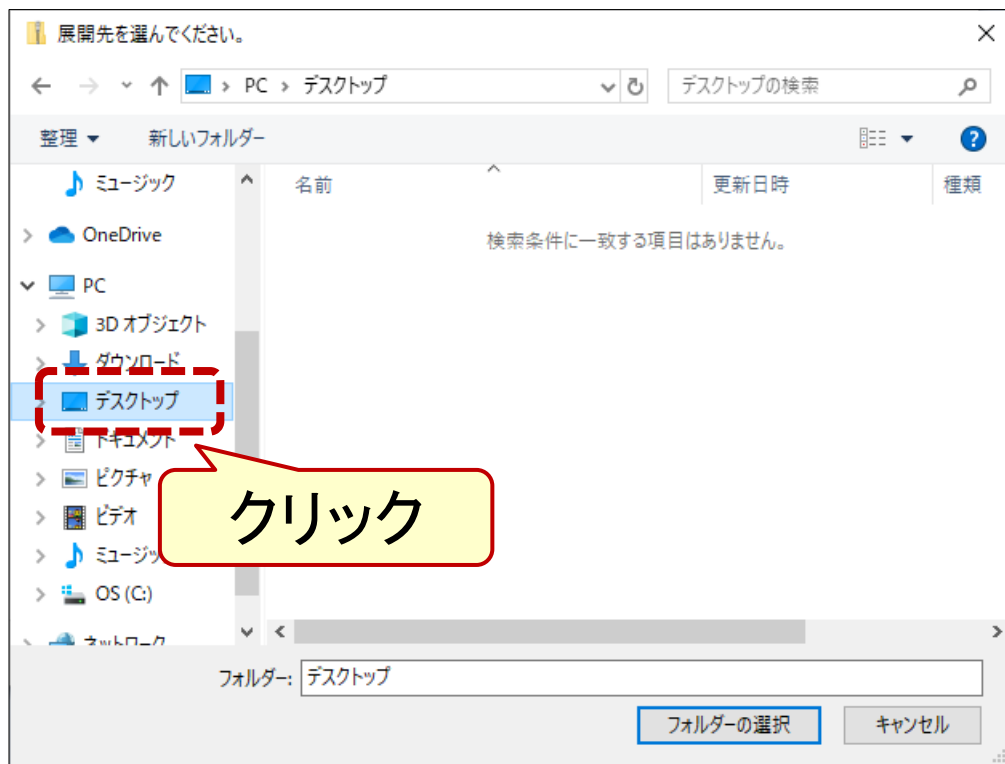 展開先を選んでください。
PC › デスクトップ
デスクトップの検索
整理
新しいフォルダー
ミュージック
名前
更新日時
種類
OneDrive
検索条件に一致する項目はありません。
PC
3D オブジェクト
ダウンロード
デスクトップ
ドキュメント
ピクチャ
クリック
ビデオ
ミュージッ
OS (C:)
ネットワーク
フォルダー: デスクトップ
フォルダーの選択
キャンセル